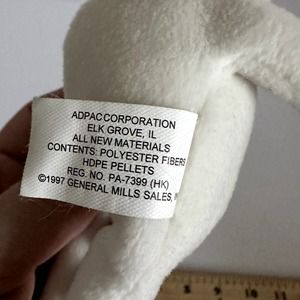 ADPAC CORPORATION
ELK GROVE, IL
ALL NEW MATERIALS
CONTENTS: POLYESTER FIBERS
HDPE PELLETS
REG. NO. PA-7399 (HK)
©1997 GENERAL MILLS SALES,